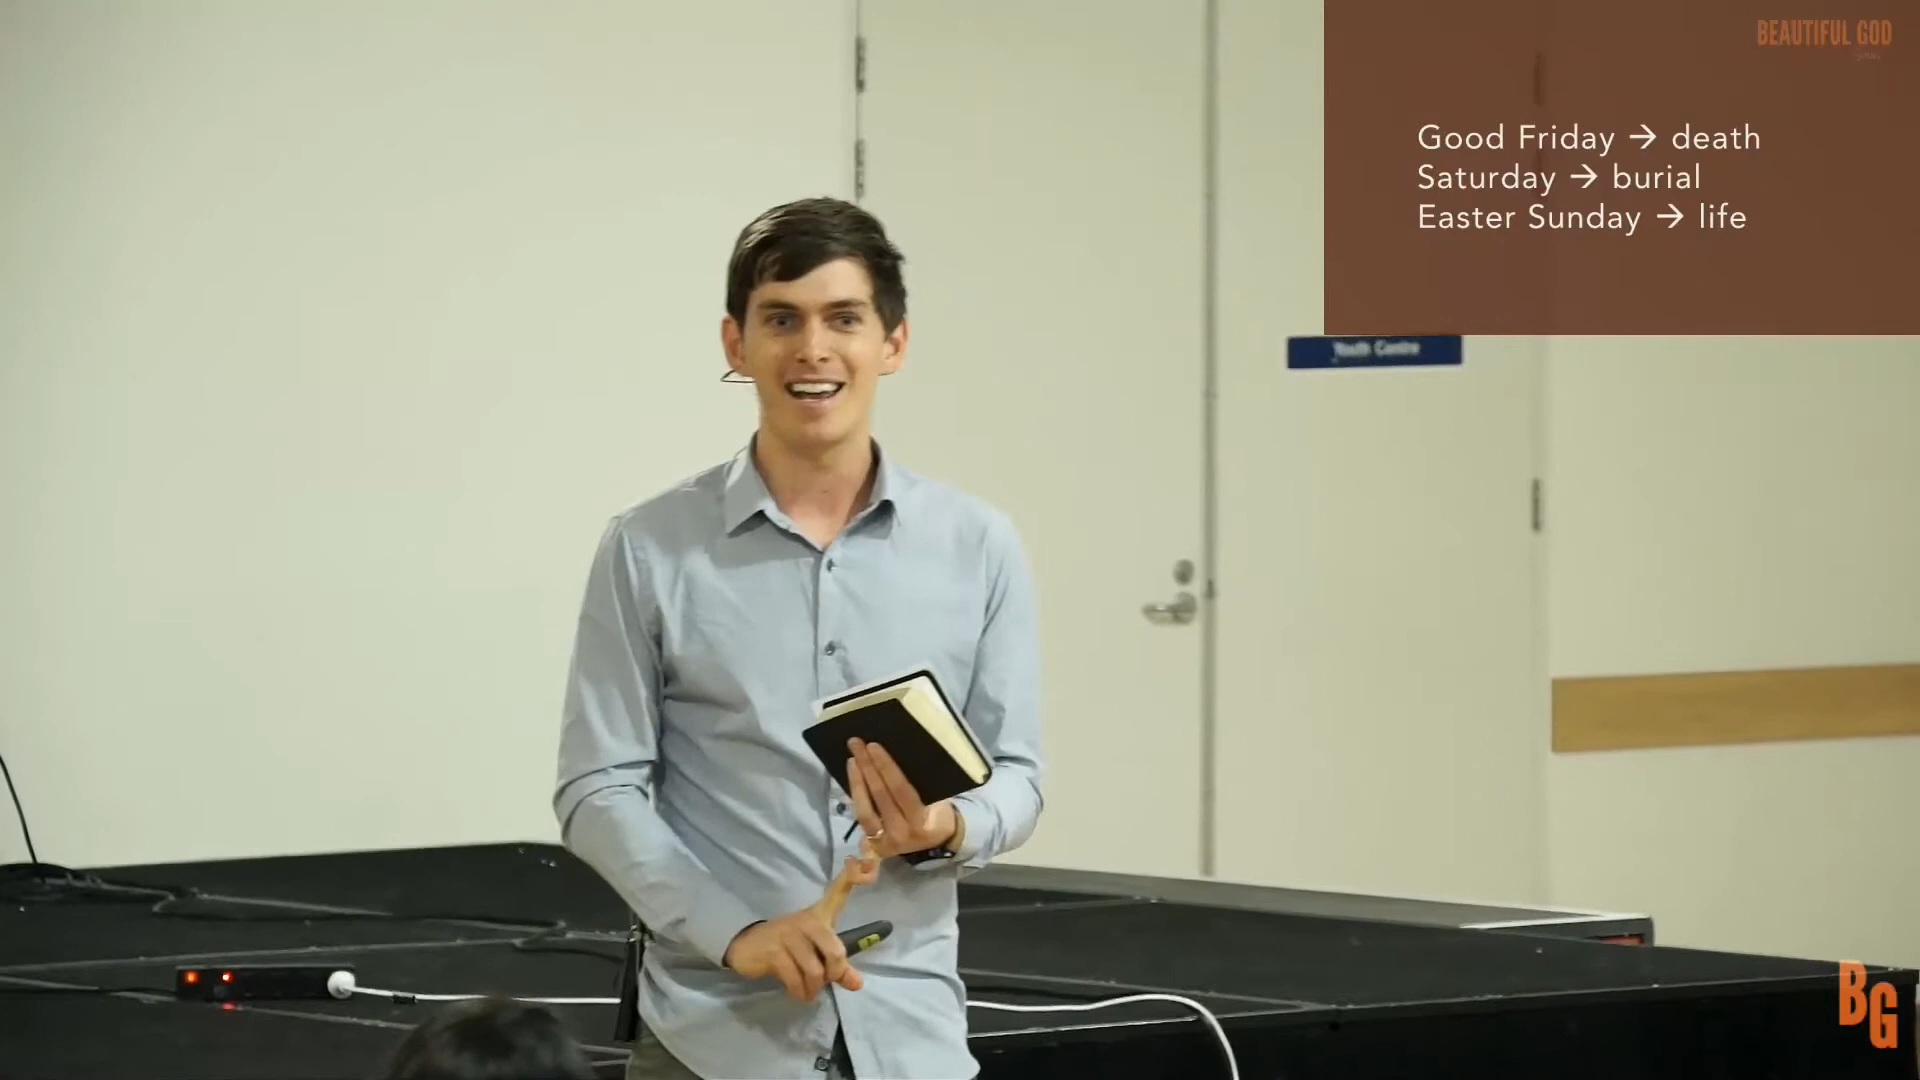 BEAUTIFUL GOD
Good Friday → death
Saturday → burial
Easter Sunday → life
Youth Centre
BG